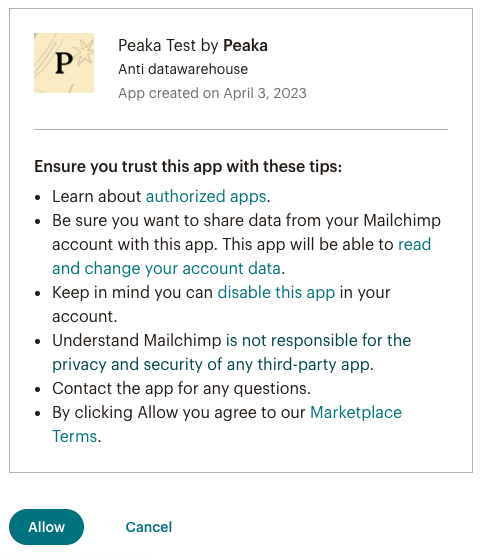 P
Peaka Test by Peaka
Anti datawarehouse
App created on April 3, 2023
Ensure you trust this app with these tips:
• Learn about authorized apps.
• Be sure you want to share data from your Mailchimp
account with this app. This app will be able to read
and change your account data.
• Keep in mind you can disable this app in your
account.
• Understand Mailchimp is not responsible for the
privacy and security of any third-party app.
• Contact the app for any questions.
• By clicking Allow you agree to our Marketplace
Terms.
Allow Cancel